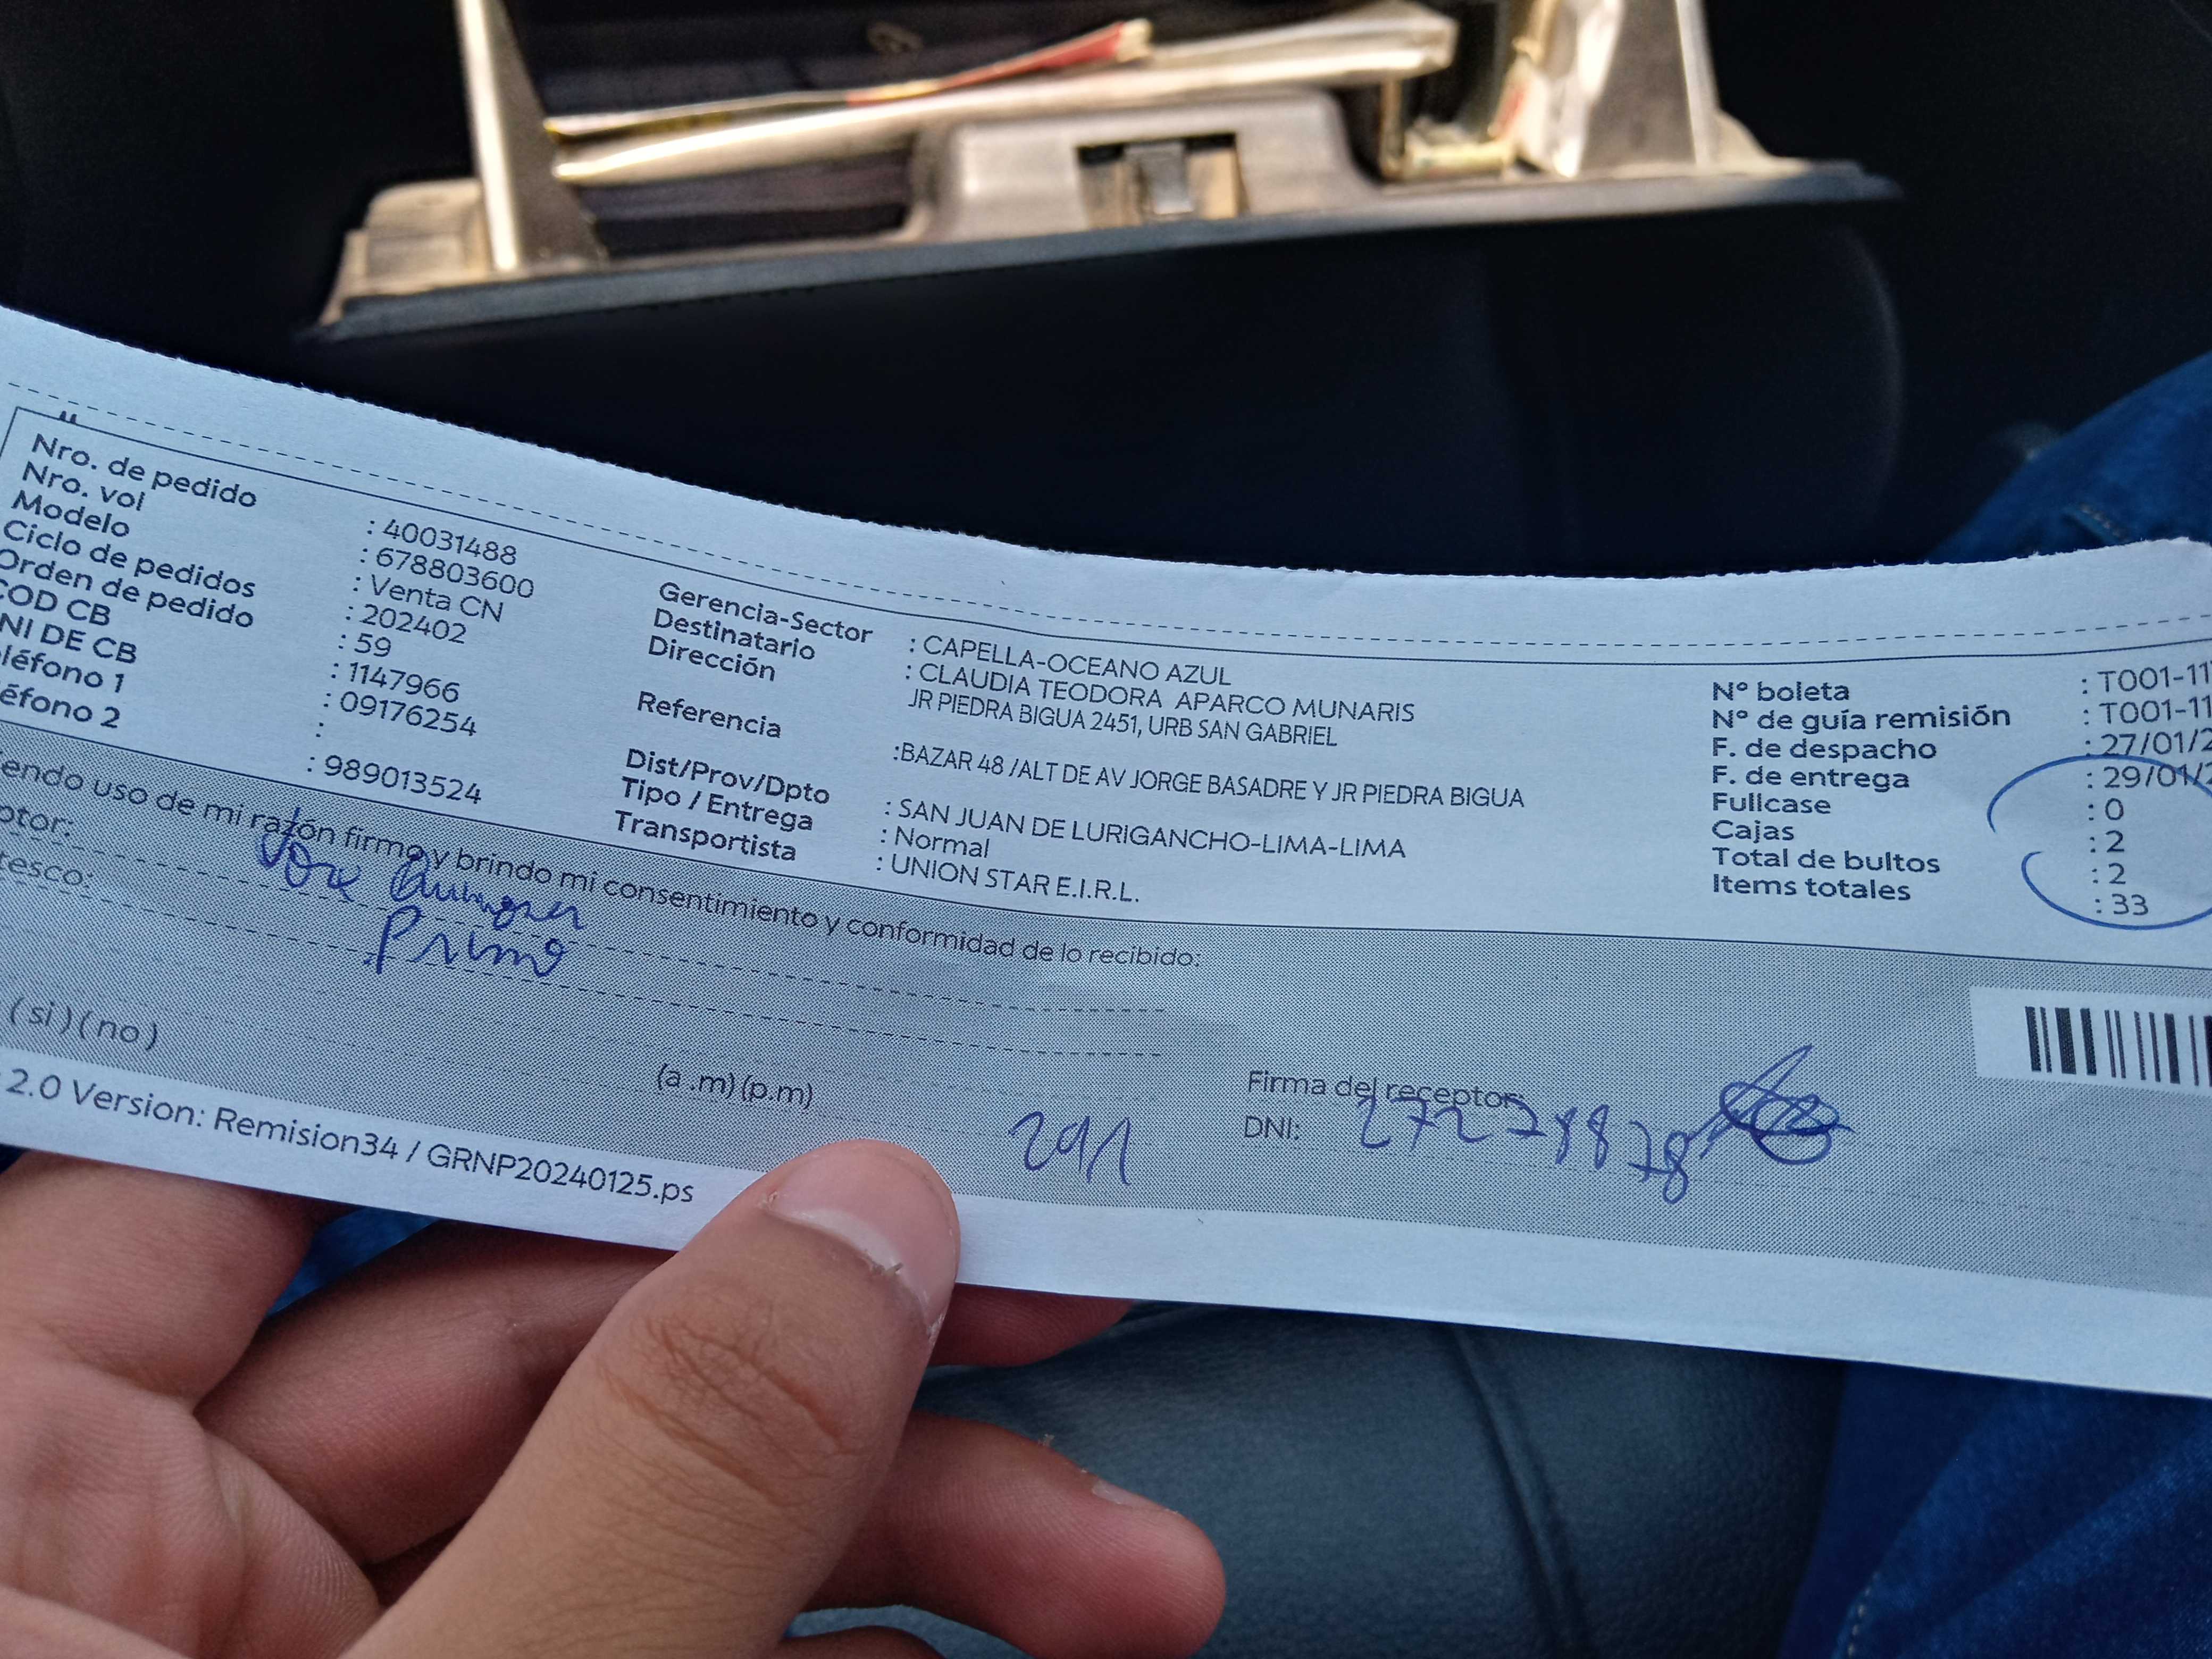 Nro. de pedido : 40031488
Nro. vol : 678803600
Modelo : Venta CN
Ciclo de pedidos : 202402
Orden de pedido : 59
COD CB : 1147966
NI DE CB : 09176254
léfono 1 :
éfono 2 : 989013524
Gerencia-Sector : CAPELLA-OCEANO AZUL
Destinatario : CLAUDIA TEODORA APARCO MUNARIS
Dirección JR PIEDRA BIGUA 2451, URB SAN GABRIEL
Referencia :BAZAR 48 /ALT DE AV JORGE BASADRE Y JR PIEDRA BIGUA
Dist/Prov/Dpto : SAN JUAN DE LURIGANCHO-LIMA-LIMA
Tipo / Entrega : Normal
Transportista : UNION STAR E.I.R.L.
Nº boleta : T001-11
Nº de guía remisión : T001-11
F. de despacho : 27/01/2
F. de entrega : 29/01/2
Fullcase : 0
Cajas : 2
Total de bultos : 2
Items totales : 33
endo uso de mi razón firmo y brindo mi consentimiento y conformidad de lo recibido:
ptor:
tesco: Primo
(si)(no) (a .m)(p.m) 291
Firma del receptor:
DNI:
2.0 Version: Remision34 / GRNP20240125.ps